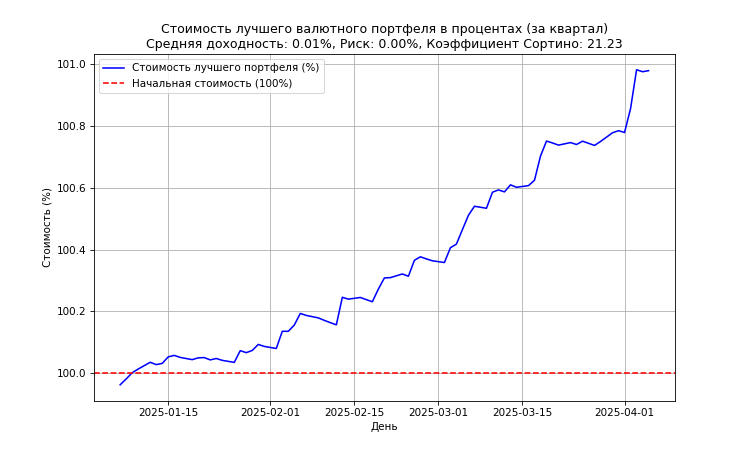 Стоимость лучшего валютного портфеля в процентах (за квартал)
Средняя доходность: 0.01%, Риск: 0.00%, Коэффициент Сортино: 21.23
Стоимость лучшего портфеля (%)
Начальная стоимость (100%)
Стоимость (%)
101.0
100.8
100.6
100.4
100.2
100.0
2025-01-15
2025-02-01
2025-02-15
2025-03-01
2025-03-15
2025-04-01
День